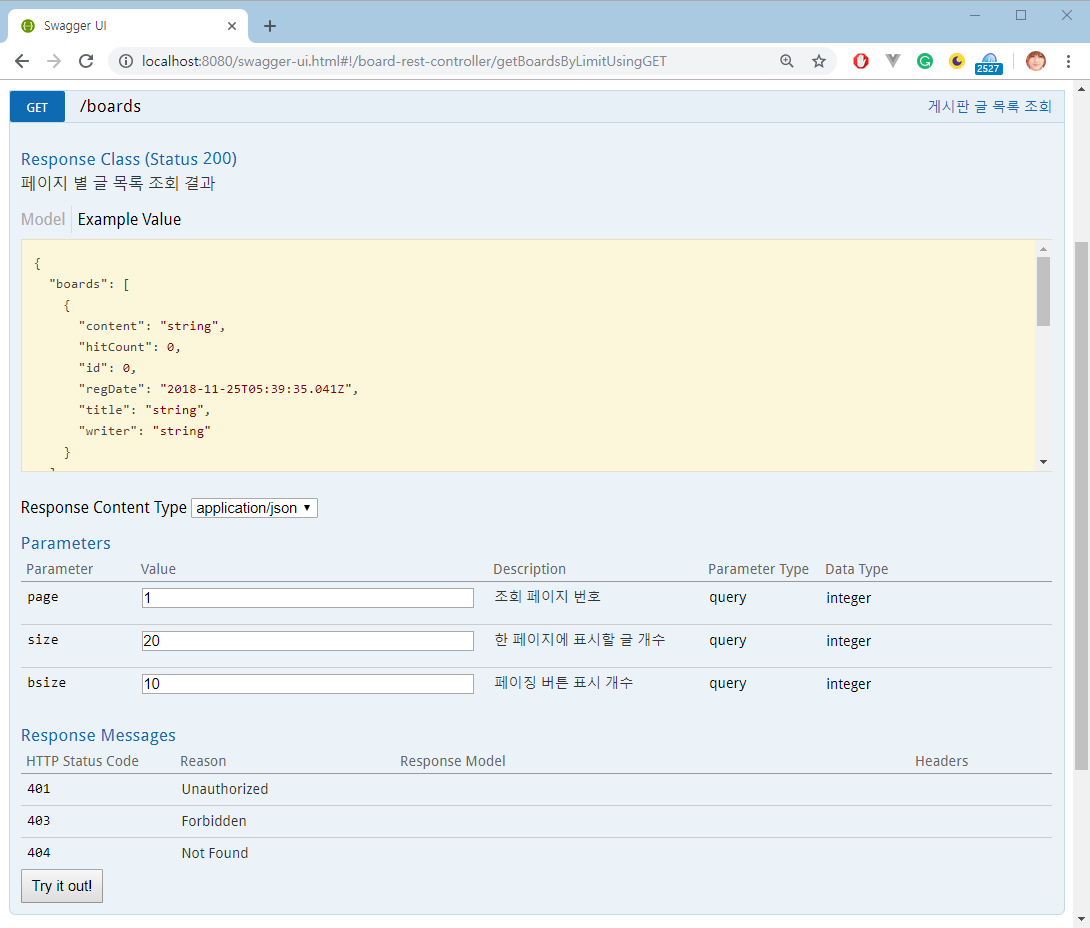 Swagger UI
localhost:8080/swagger-ui.html#!/board-rest-controller/getBoardsByLimitUsingGET
2527
GET /boards 게시판 글 목록 조회
Response Class (Status 200)
페이지 별 글 목록 조회 결과
Model Example Value
{
"boards": [
{
"content": "string",
"hitCount": 0,
"id": 0,
"regDate": "2018-11-25T05:39:35.041Z",
"title": "string",
"writer": "string"
}
Response Content Type application/json
Parameters
Parameter Value Description Parameter Type Data Type
page 1 조회 페이지 번호 query integer
size 20 한 페이지에 표시할 글 개수 query integer
bsize 10 페이징 버튼 표시 개수 query integer
Response Messages
HTTP Status Code Reason Response Model Headers
401 Unauthorized
403 Forbidden
404 Not Found
Try it out!